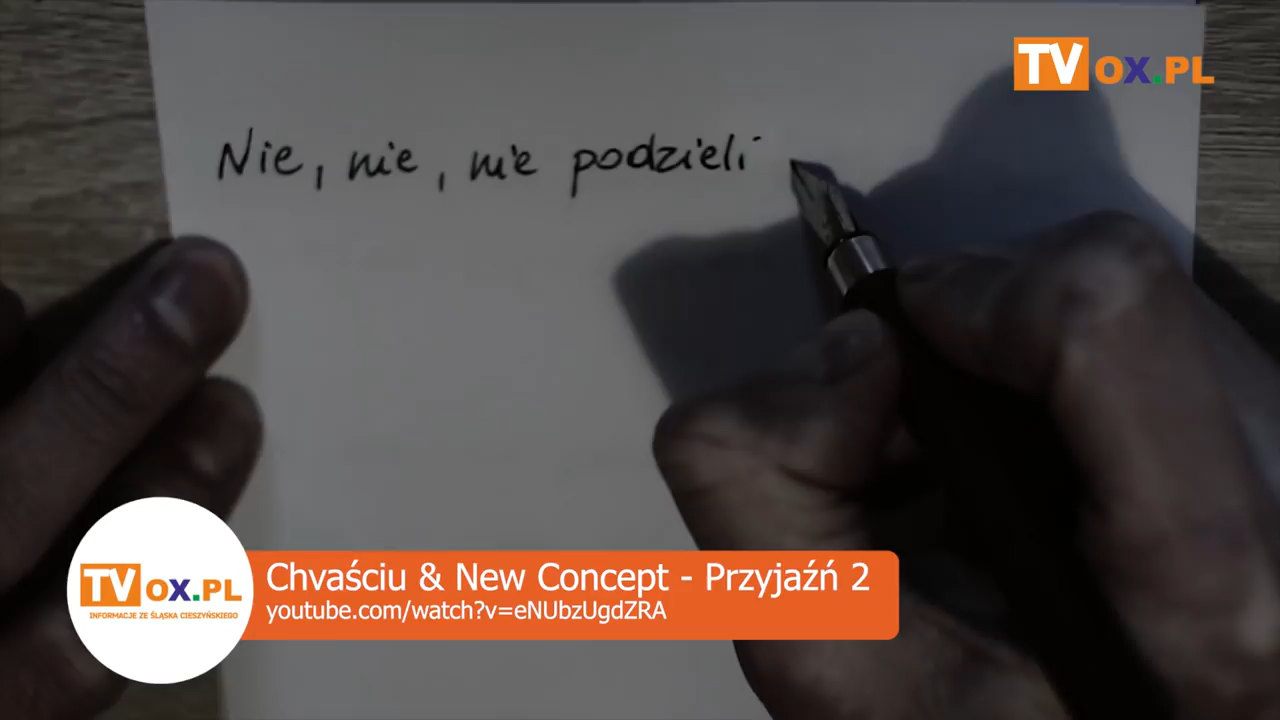 TVOX.PL
Nie, nie, nie podzieli
TVOX.PL
INFORMACJE ZE ŚLĄSKA CIESZYŃSKIEGO
Chvaściu & New Concept - Przyjaźń 2
youtube.com/watch?v=eNUbzUgdZRA